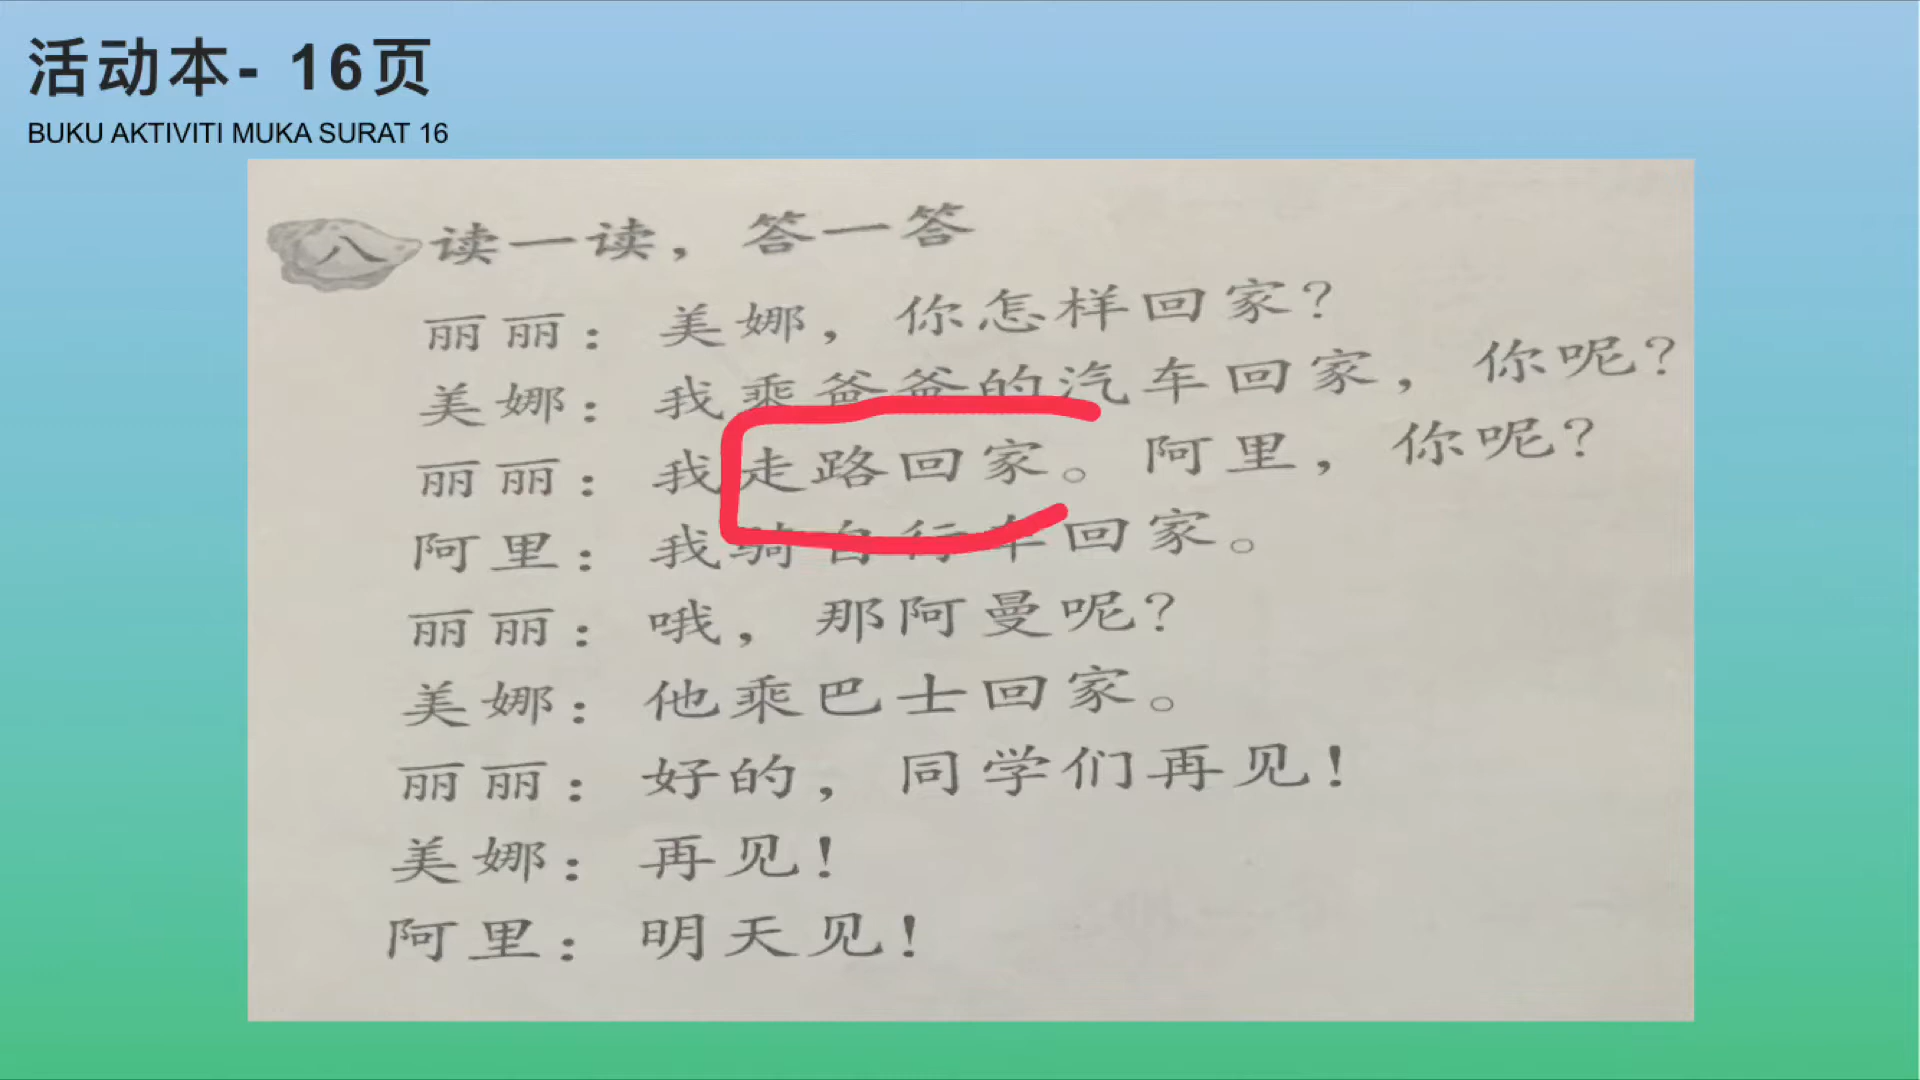 活动本- 16页
BUKU AKTIVITI MUKA SURAT 16
八 读一读，答一答
丽丽：美娜，你怎样回家？
美娜：我乘爸爸的汽车回家，你呢？
丽丽：我走路回家。阿里，你呢？
阿里：我骑自行车回家。
丽丽：哦，那阿曼呢？
美娜：他乘巴士回家。
丽丽：好的，同学们再见！
美娜：再见！
阿里：明天见！